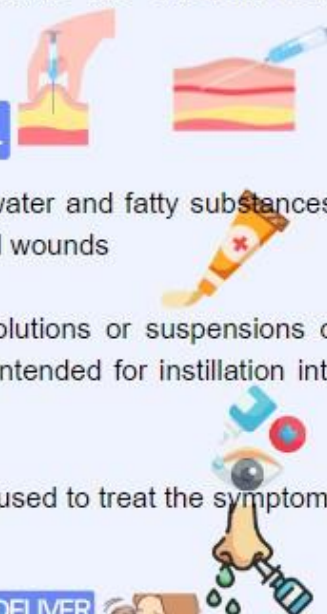 water and fatty substances
wounds
olutions or suspensions
ntended for instillation int
used to treat the symptom
DELIVER